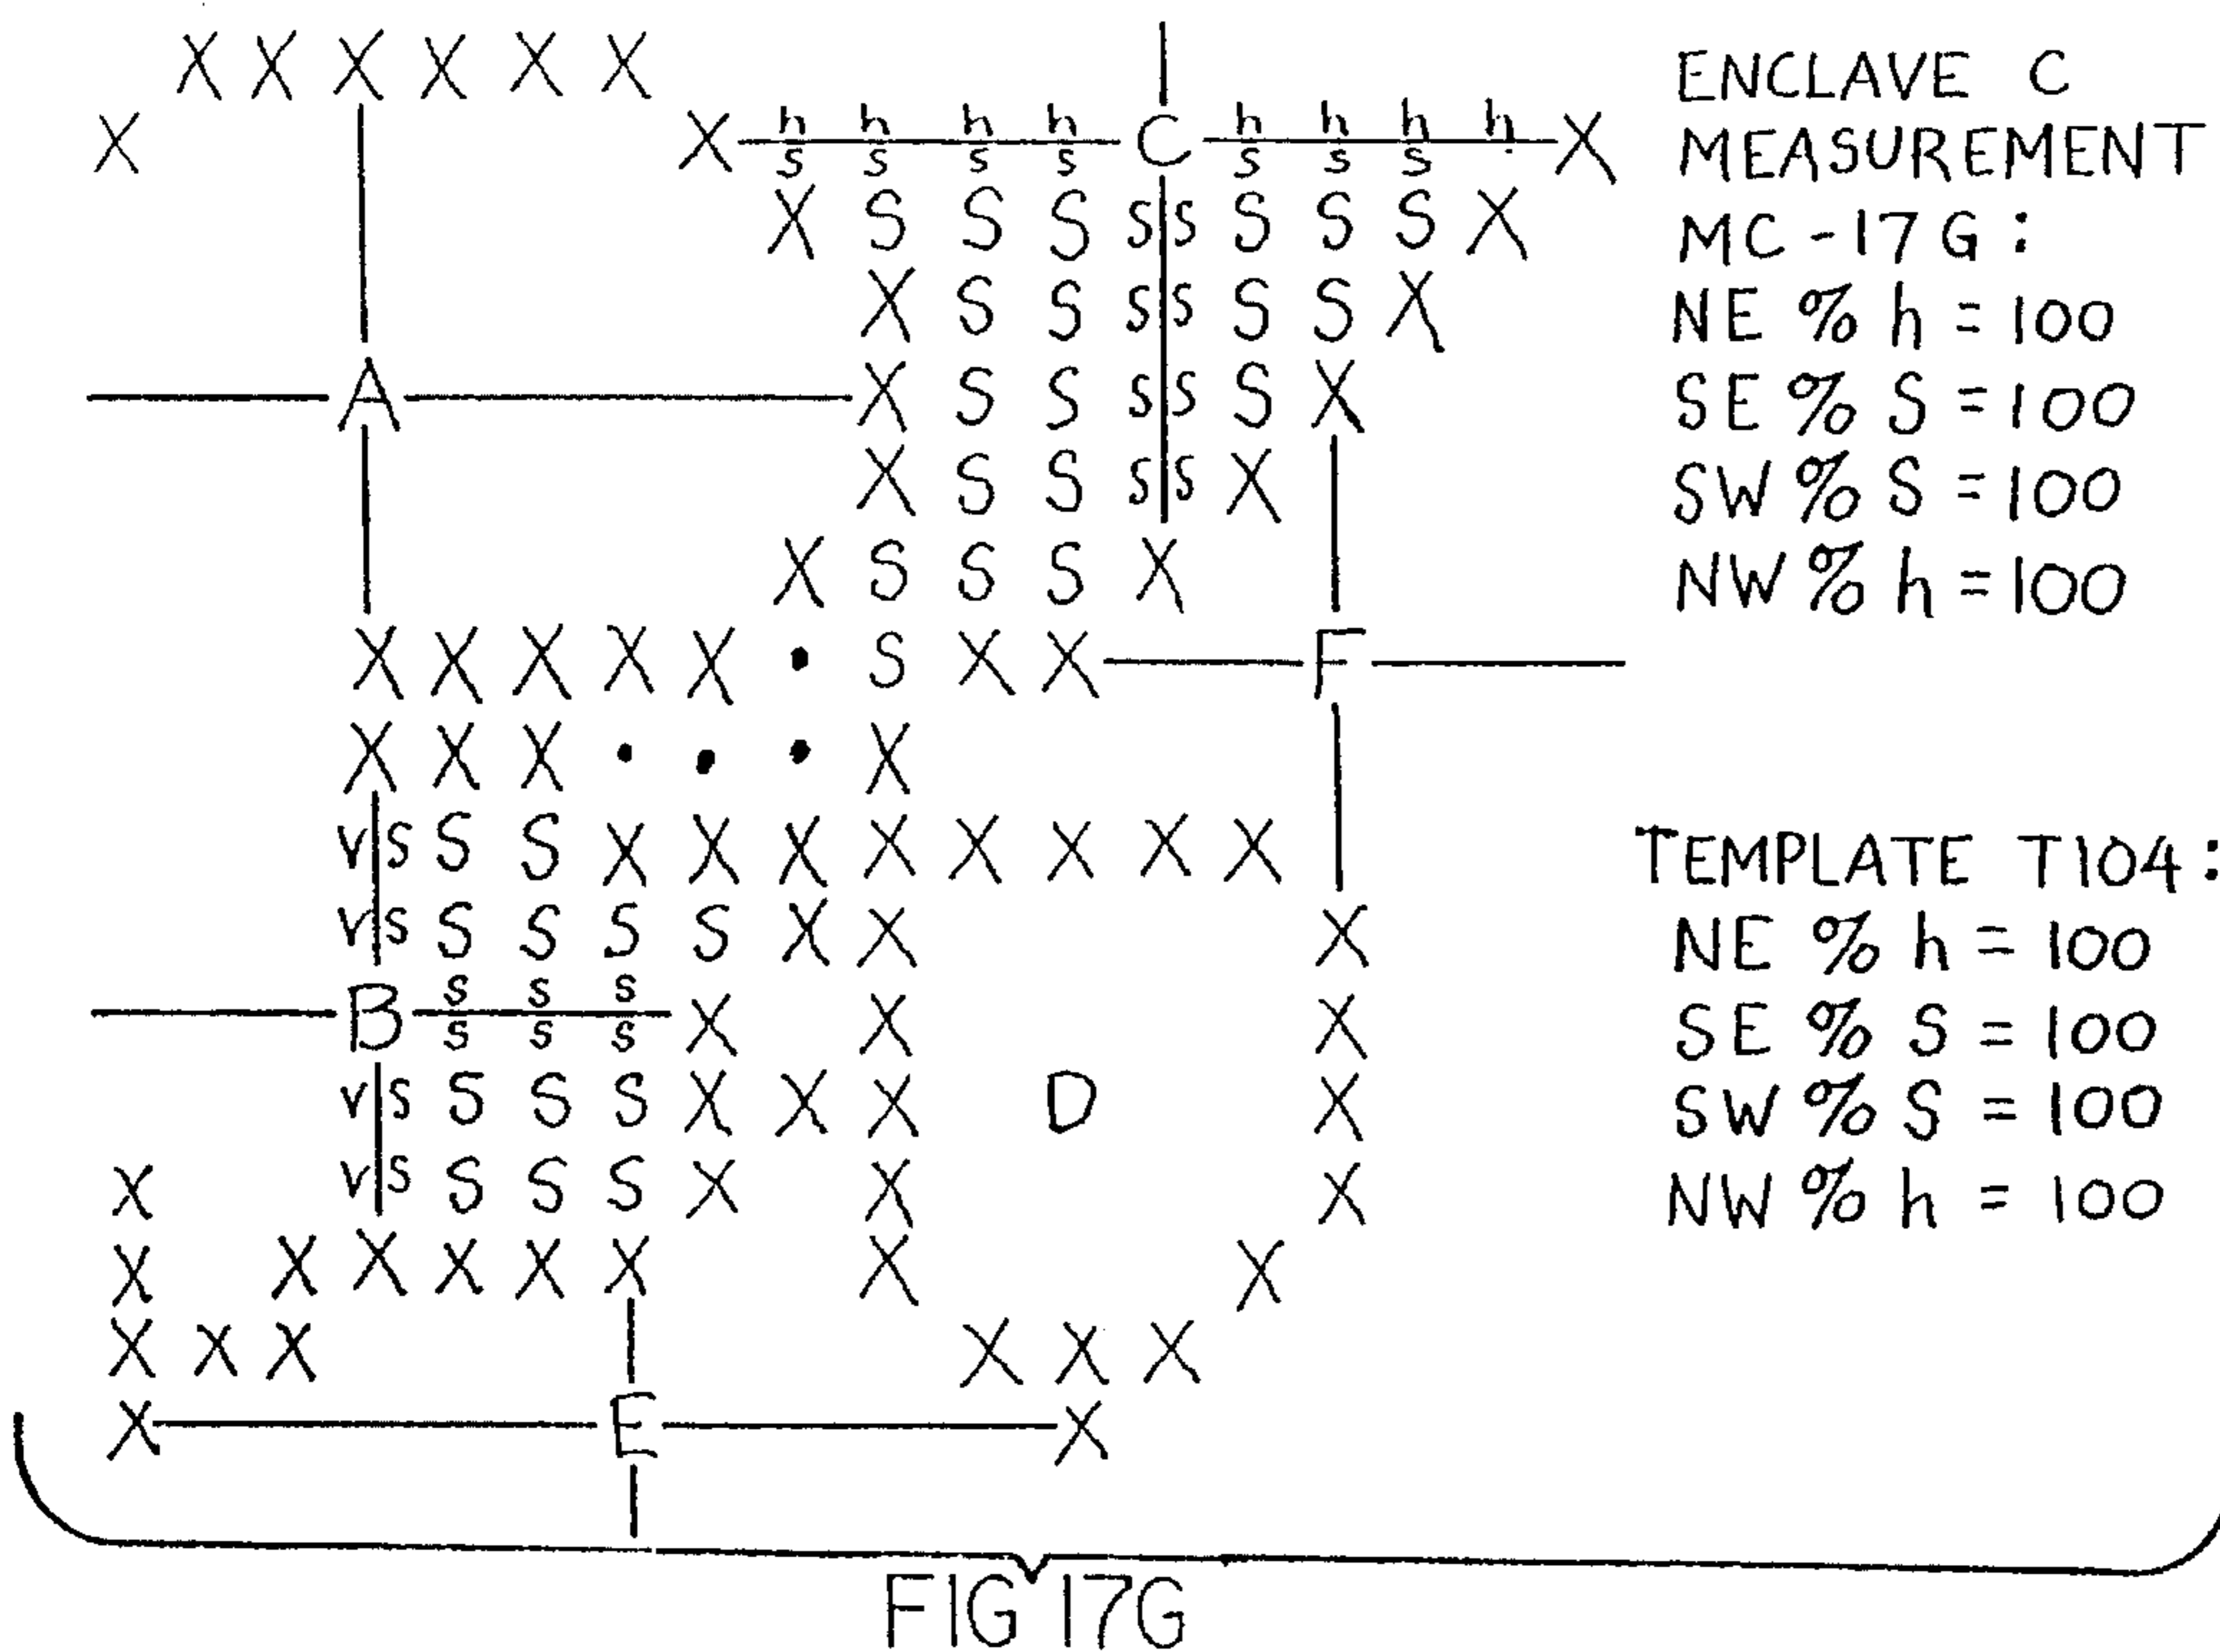 X X X X X X
X X h h h h C h h h h X
s s s s s s s
X S S S s s S S S X
X S S s s S S X
A X S S s s S X
X S S s s X
X S S S X
X X X X X • S X X F
X X X • • • X
v s S S X X X X X X X X
v s S S S S X X X
B s s s X X X
s s s
v s S S S X X X D X
X v s S S S X X X
X X X X X X X X
X X X X X X
X E X
ENCLAVE C
MEASUREMENT
MC-17G:
NE % h = 100
SE % S = 100
SW % S = 100
NW % h = 100
TEMPLATE T104:
NE % h = 100
SE % S = 100
SW % S = 100
NW % h = 100
FIG 17G